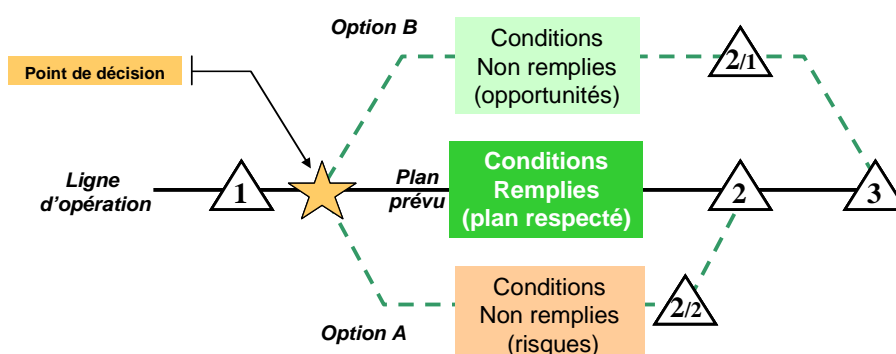 Option B
Conditions
Non remplies
(opportunités)
2/1
Point de décision
Ligne
d'opération
1
Plan
prévu
Conditions
Remplies
(plan respecté)
2
3
Option A
Conditions
Non remplies
(risques)
2/2